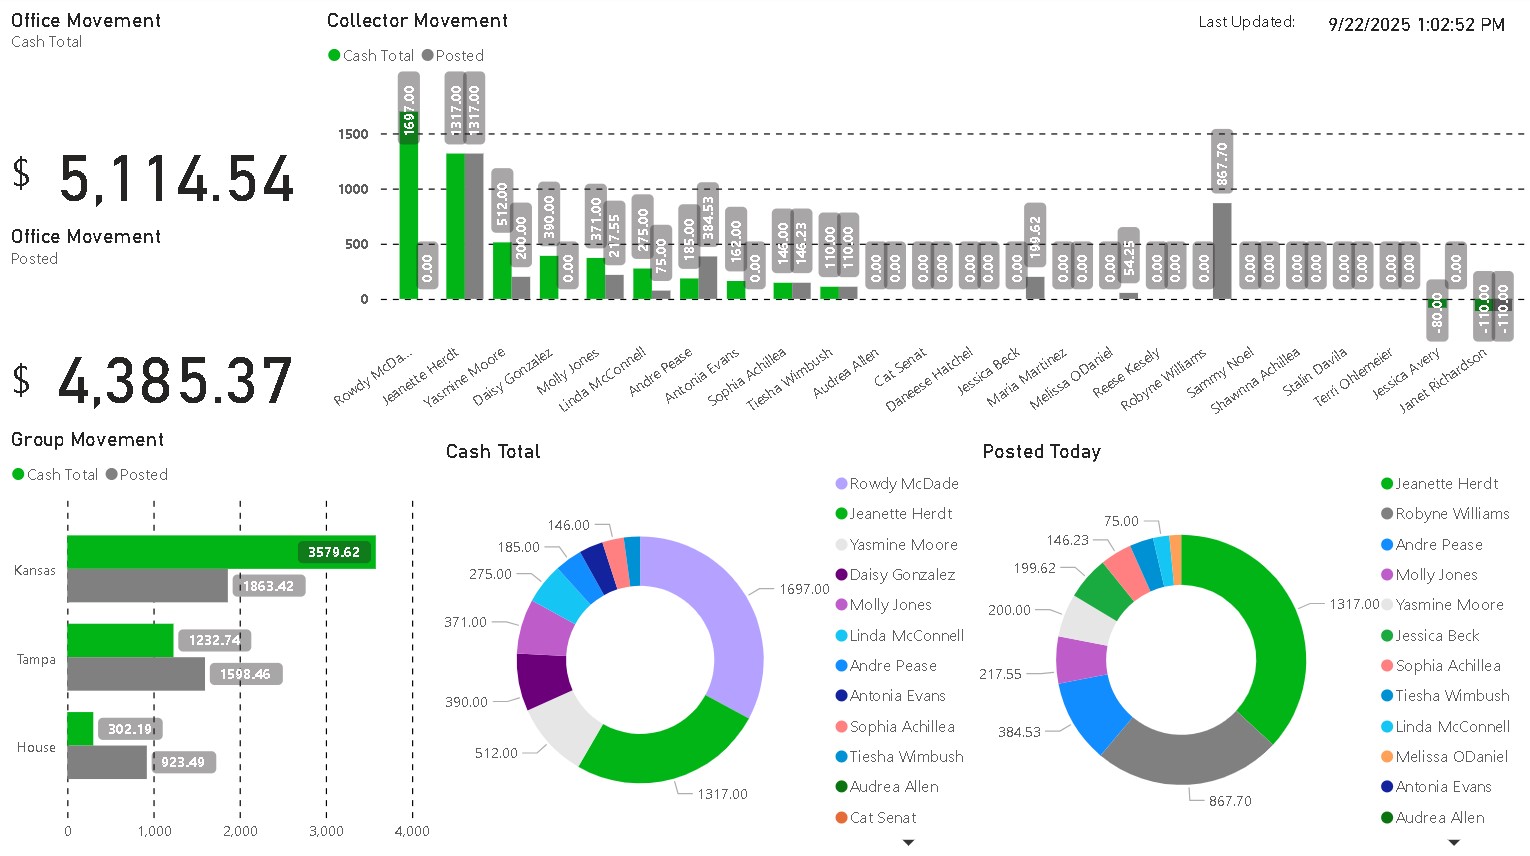 Office Movement
Cash Total
$ 5,114.54
Office Movement
Posted
$ 4,385.37
Collector Movement
Cash Total Posted
Last Updated: 9/22/2025 1:02:52 PM
1500
1000
500
0
1697.00
0.00
1317.00
1317.00
512.00
200.00
390.00
0.00
371.00
217.55
275.00
75.00
185.00
384.53
162.00
0.00
146.00
146.23
110.00
110.00
0.00
0.00
0.00
0.00
0.00
0.00
0.00
199.62
0.00
0.00
0.00
54.25
0.00
0.00
0.00
867.70
0.00
0.00
0.00
0.00
0.00
0.00
0.00
0.00
-80.00
0.00
-110.00
-110.00
Rowdy McDa...
Jeanette Herdt
Yasmine Moore
Daisy Gonzalez
Molly Jones
Linda McConnell
Andre Pease
Antonia Evans
Sophia Achillea
Tiesha Wimbush
Audrea Allen
Cat Senat
Daneese Hatchel
Jessica Beck
Maria Martinez
Melissa ODaniel
Reese Kesely
Robyne Williams
Sammy Noel
Shawnna Achillea
Stalin Davila
Terri Ohlemeier
Jessica Avery
Janet Richardson
Group Movement
Cash Total Posted
Kansas
3579.62
1863.42
Tampa
1232.74
1598.46
House
302.19
923.49
0 1,000 2,000 3,000 4,000
Cash Total
146.00
185.00
275.00
371.00
390.00
512.00
1317.00
1697.00
Rowdy McDade
Jeanette Herdt
Yasmine Moore
Daisy Gonzalez
Molly Jones
Linda McConnell
Andre Pease
Antonia Evans
Sophia Achillea
Tiesha Wimbush
Audrea Allen
Cat Senat
Posted Today
75.00
146.23
199.62
200.00
217.55
384.53
867.70
1317.00
Jeanette Herdt
Robyne Williams
Andre Pease
Molly Jones
Yasmine Moore
Jessica Beck
Sophia Achillea
Tiesha Wimbush
Linda McConnell
Melissa ODaniel
Antonia Evans
Audrea Allen